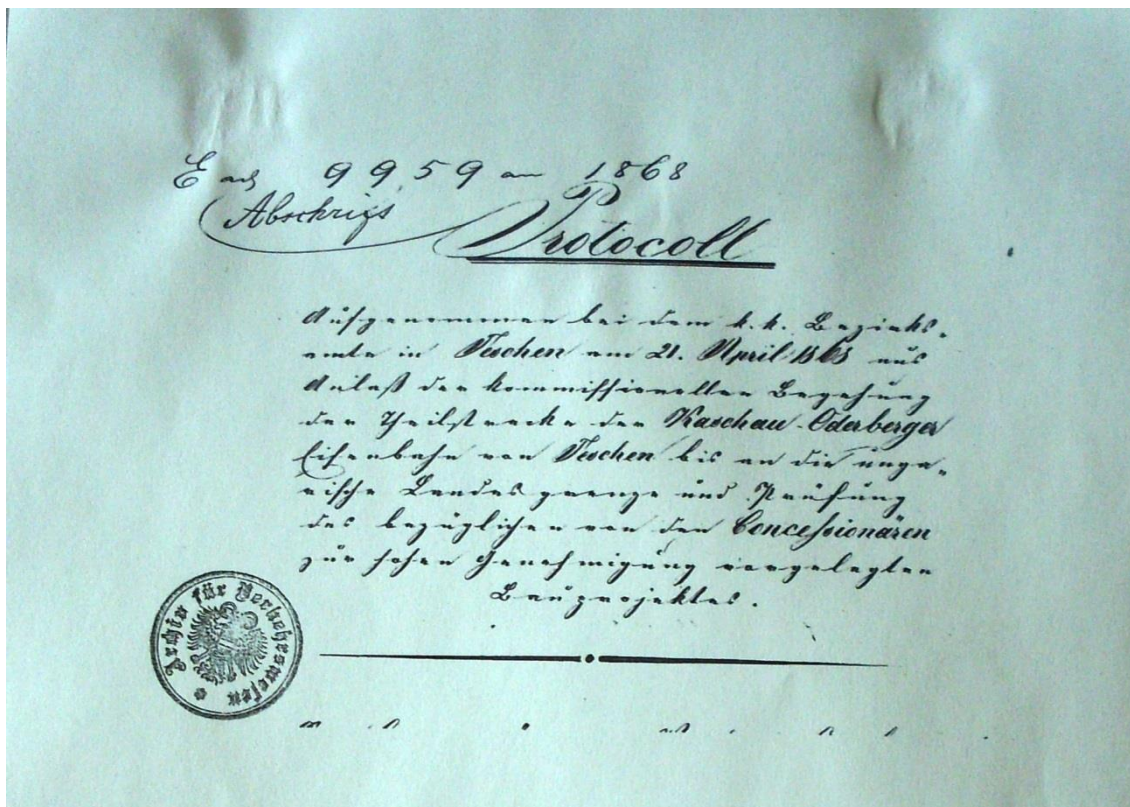 E ad 9959 am 1868
Abschrift
Protocoll
Aufgenommen bei dem k. k. Bezirks-
amte in Teschen am 21. April 1868 aus
Anlaß der kommissionellen Begehung
der Theilstrecke der Kaschau-Oderberger
Eisenbahn von Teschen bis an die unga-
rische Landesgrenze und Prüfung
des bezüglichen von den Concessionären
zur hohen Genehmigung vorgelegten
Bauprojektes.
Archiv für Verkehrswesen